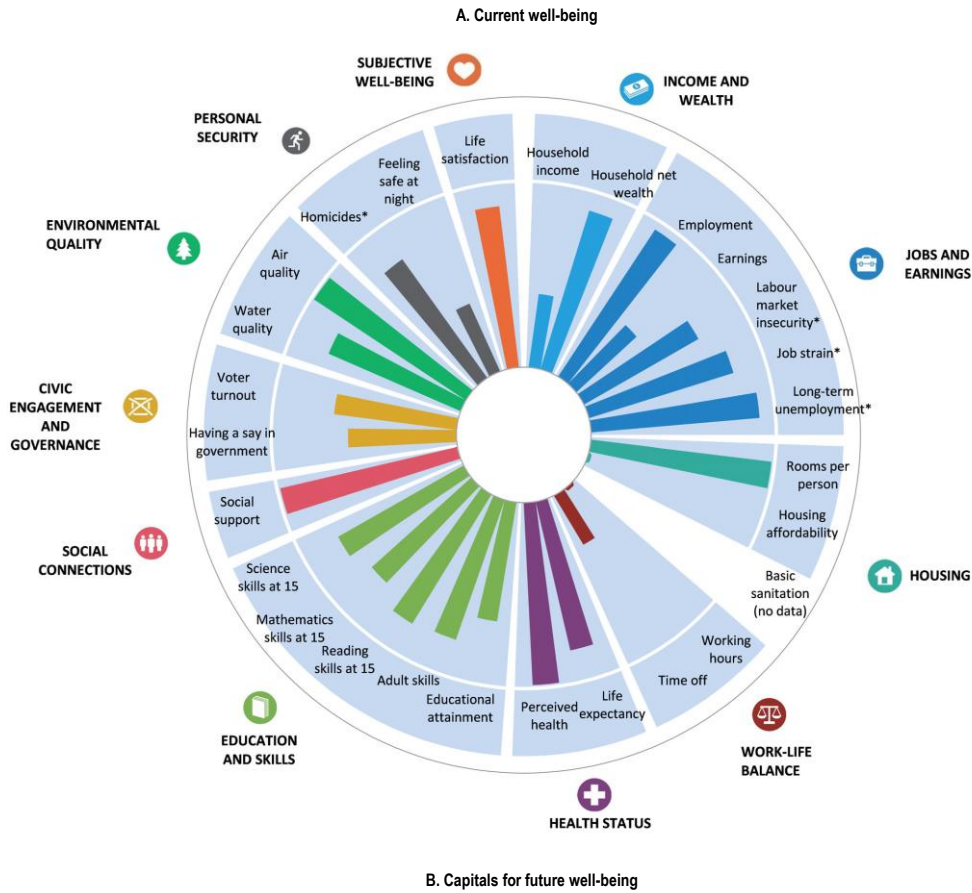 A. Current well-being
SUBJECTIVE
WELL-BEING
INCOME AND
WEALTH
PERSONAL
SECURITY
Life
satisfaction
Household
income
Household net
wealth
Feeling
safe at
night
Homicides*
ENVIRONMENTAL
QUALITY
Air
quality
Water
quality
Employment
Earnings
Labour
market
insecurity*
Job strain*
Long-term
unemployment*
JOBS AND
EARNINGS
CIVIC
ENGAGEMENT
AND
GOVERNANCE
Voter
turnout
Having a say in
government
Rooms per
person
Housing
affordability
Basic
sanitation
(no data)
HOUSING
Social
support
SOCIAL
CONNECTIONS
Science
skills at 15
Mathematics
skills at 15
Reading
skills at 15
Adult skills
Educational
attainment
Perceived
health
Life
expectancy
Time off
Working
hours
EDUCATION
AND SKILLS
WORK-LIFE
BALANCE
HEALTH STATUS
B. Capitals for future well-being